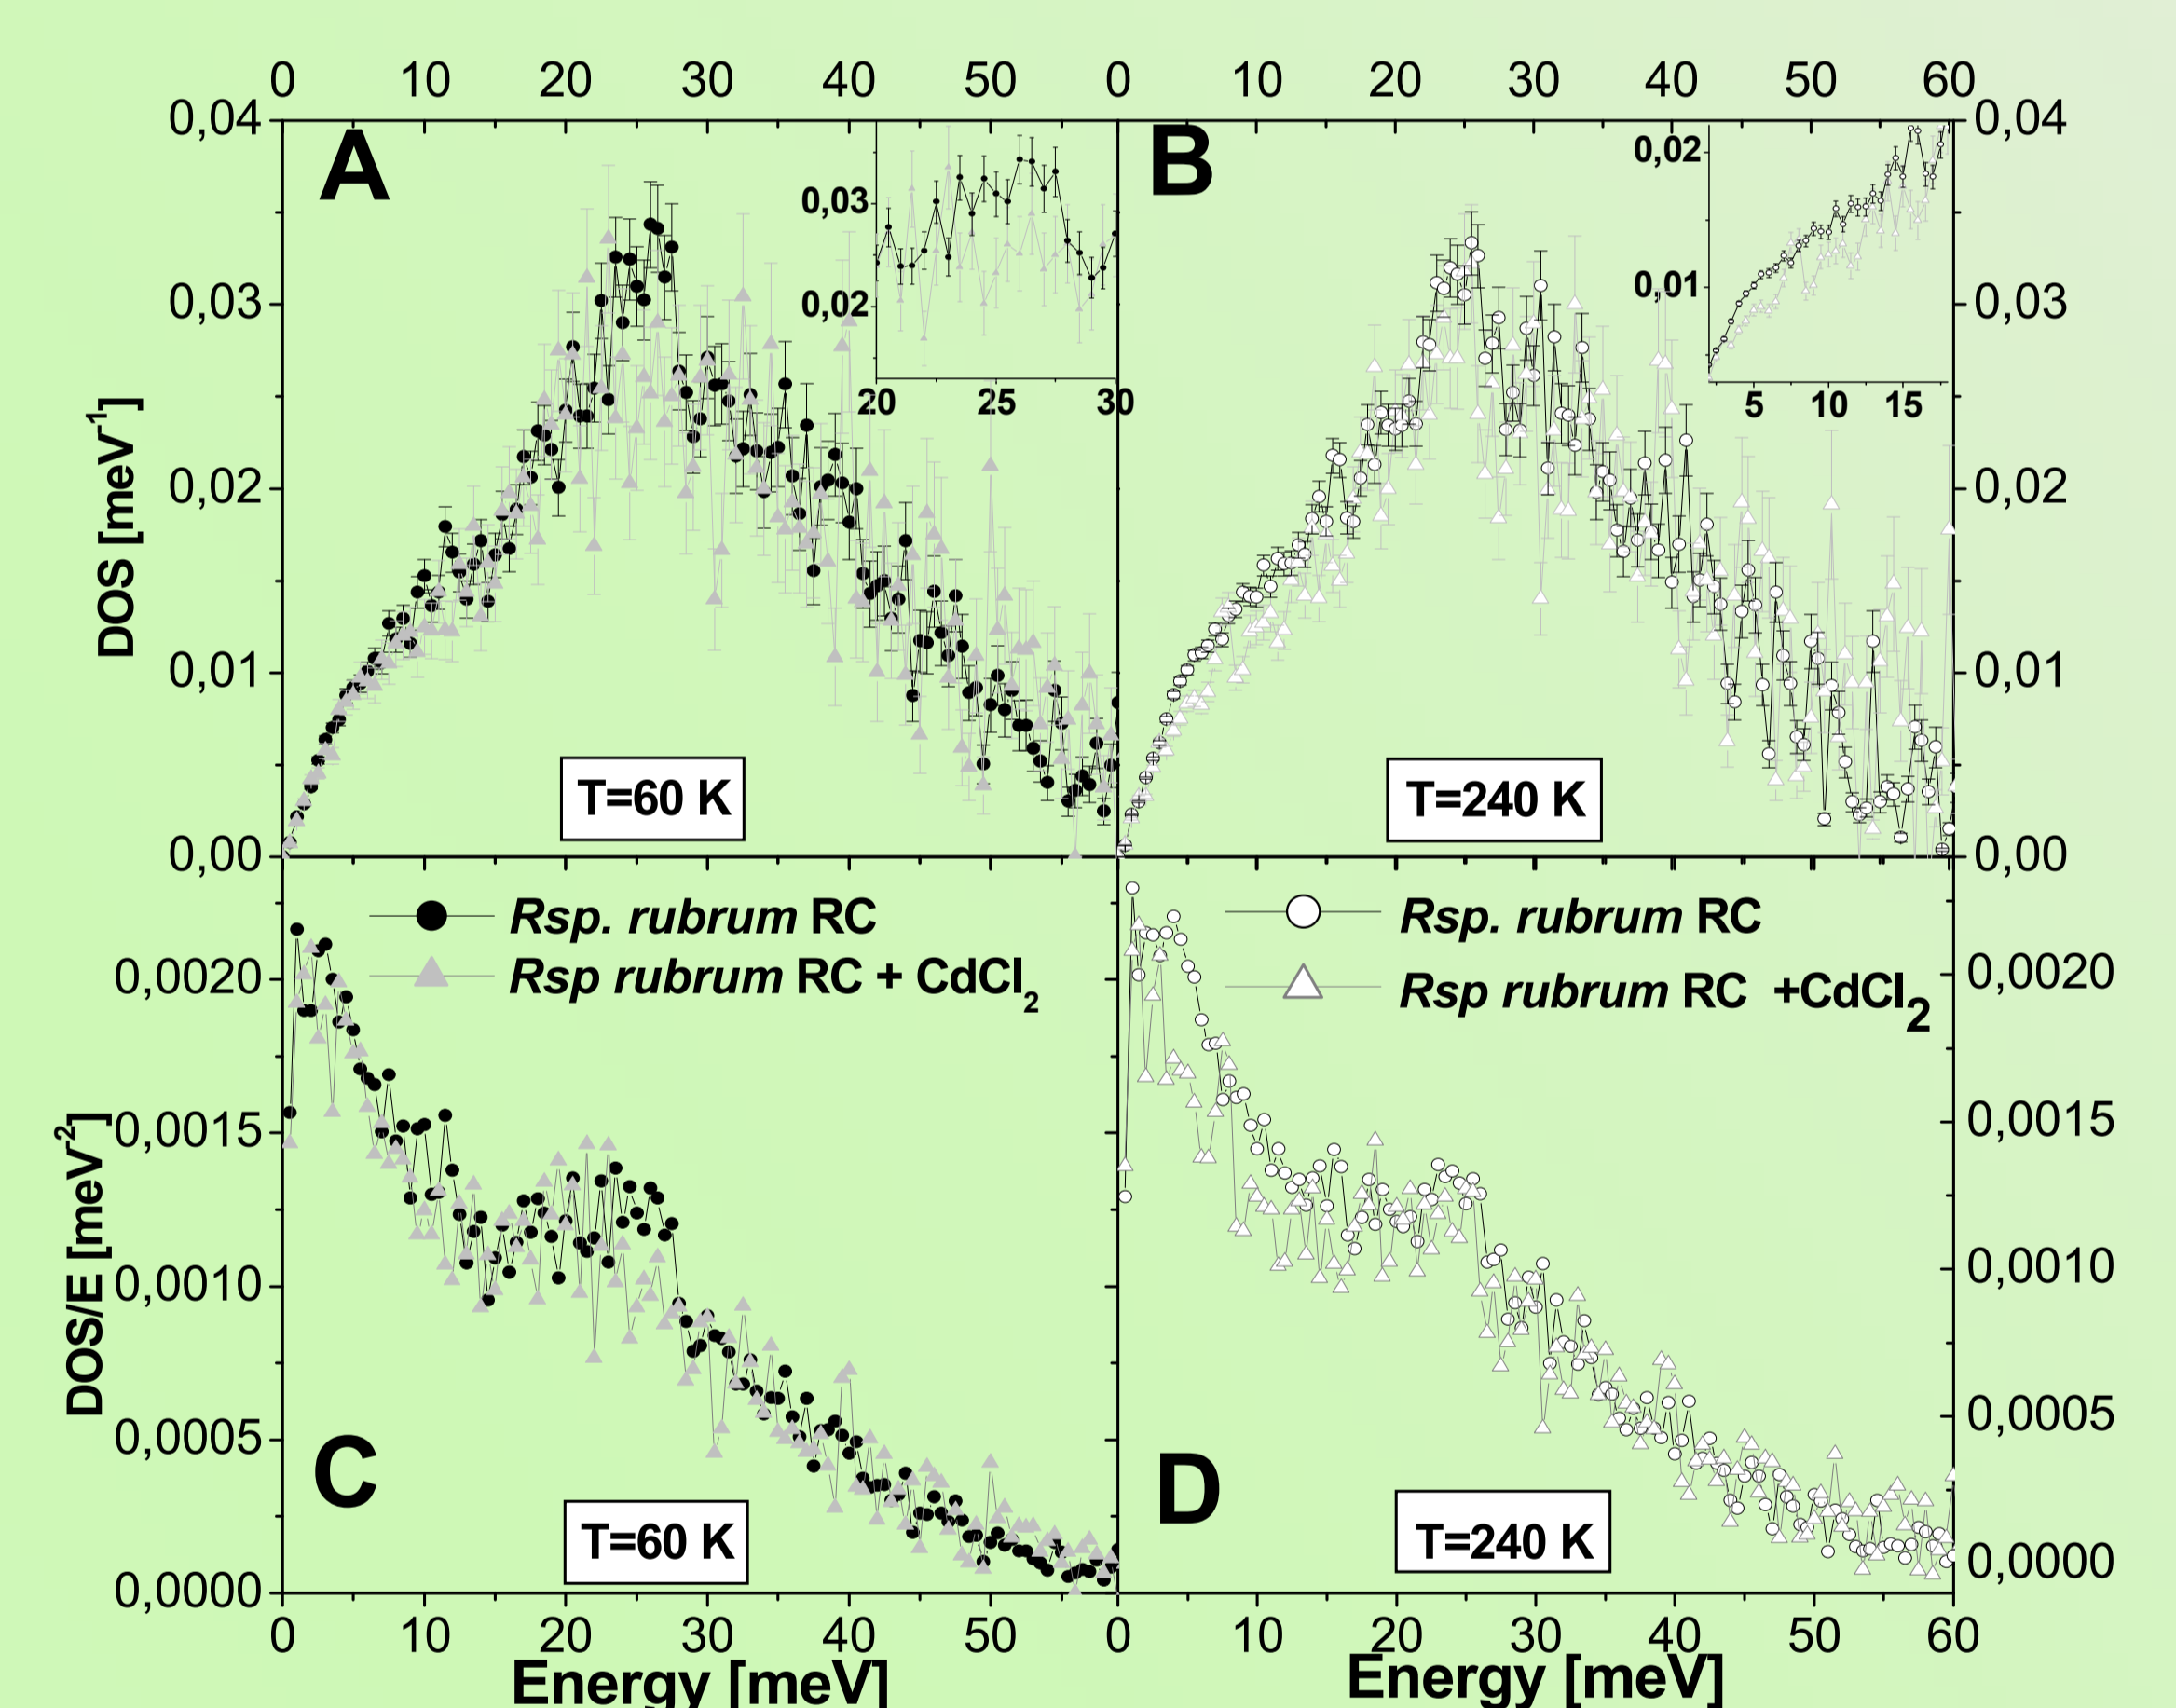 0 10 20 30 40 50 0 10 20 30 40 50 60
0,04 0,04
A B
0,03 0,02
0,02 0,01
20 25 30 5 10 15
0,03 0,03
DOS [meV-1]
0,02 0,02
0,01 0,01
T=60 K T=240 K
0,00 0,00
Rsp. rubrum RC Rsp. rubrum RC
Rsp rubrum RC + CdCl2 Rsp rubrum RC +CdCl2
0,0020 0,0020
0,0015 0,0015
DOS/E [meV2]
0,0010 0,0010
0,0005 0,0005
C D
T=60 K T=240 K
0,0000 0,0000
0 10 20 30 40 50 0 10 20 30 40 50 60
Energy [meV] Energy [meV]